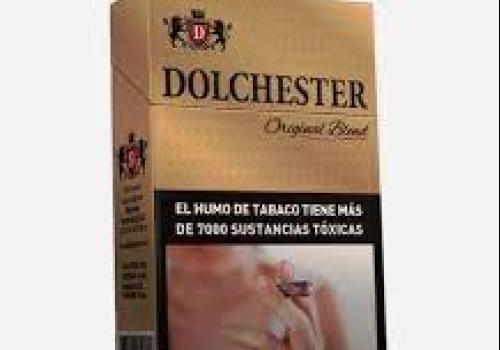 D
DOLCHESTER
Original Blend
EL HUMO DE TABACO TIENE MÁS
DE 7000 SUSTANCIAS TÓXICAS
D